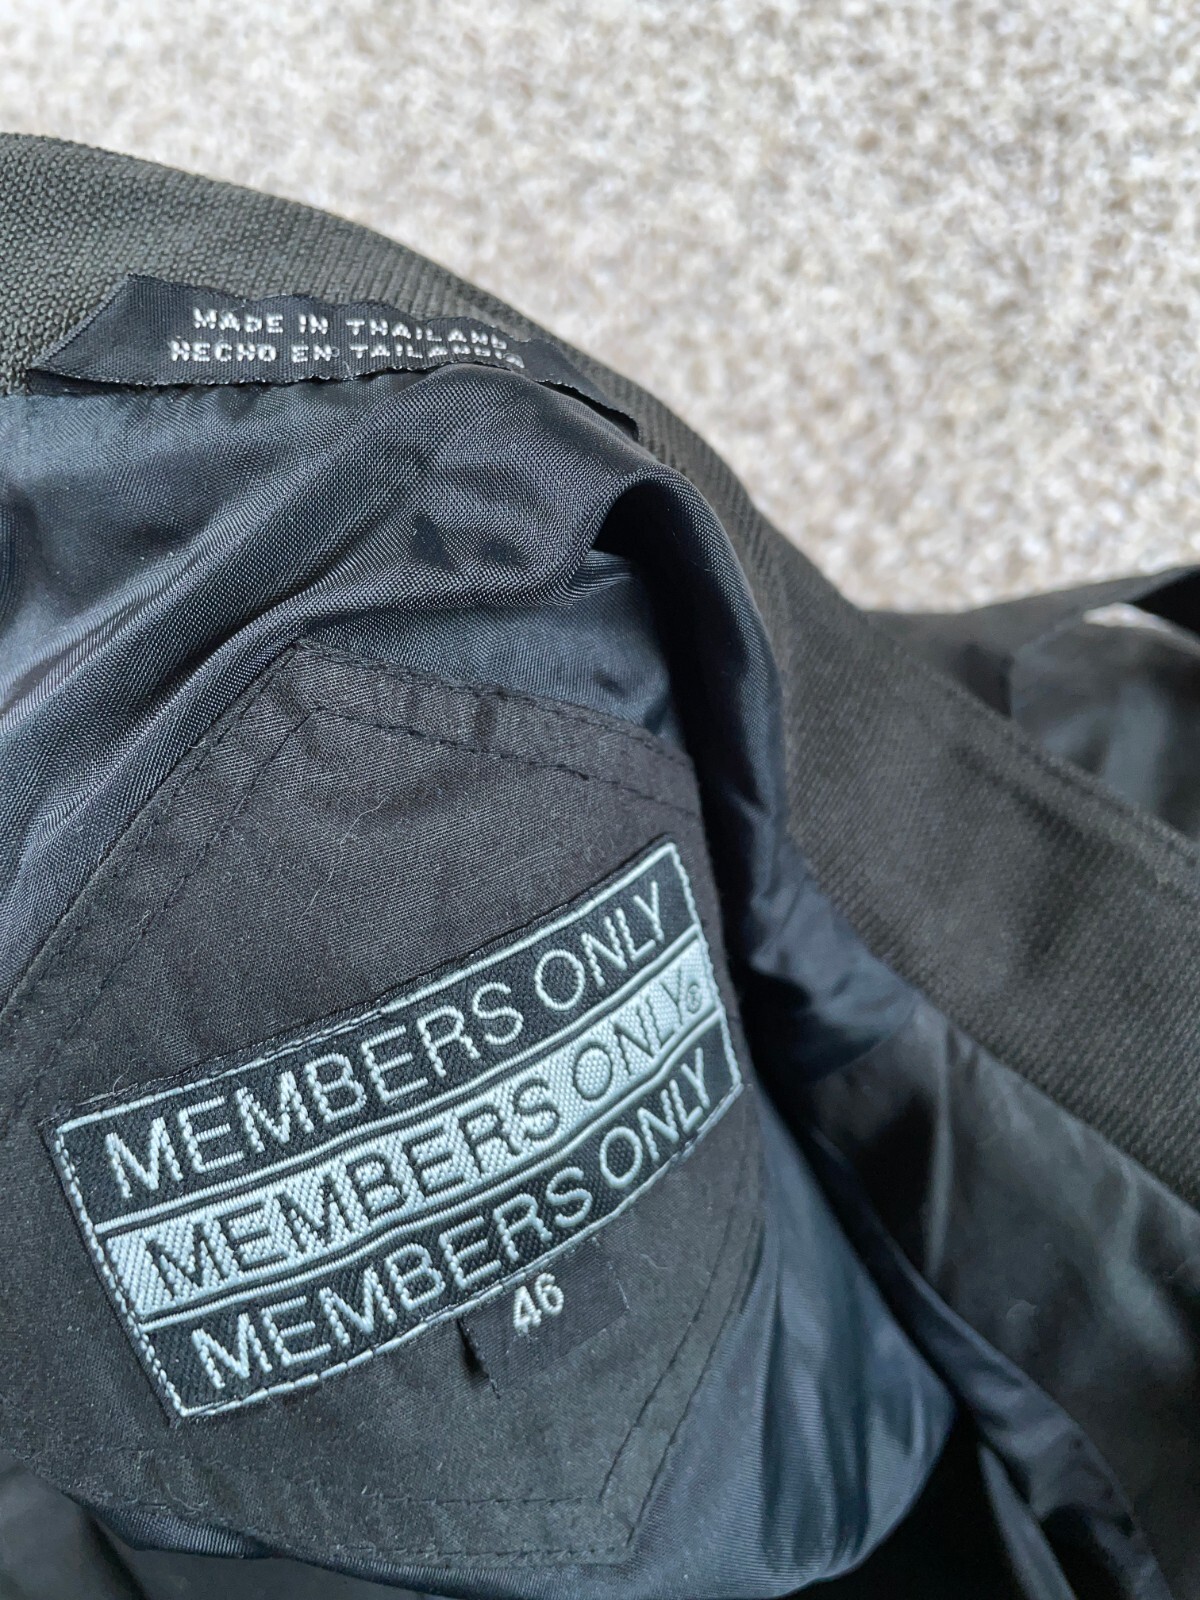 MADE IN THAILAND
HECHO EN TAILANDIA
MEMBERS ONLY
MEMBERS ONLY®
MEMBERS ONLY
46